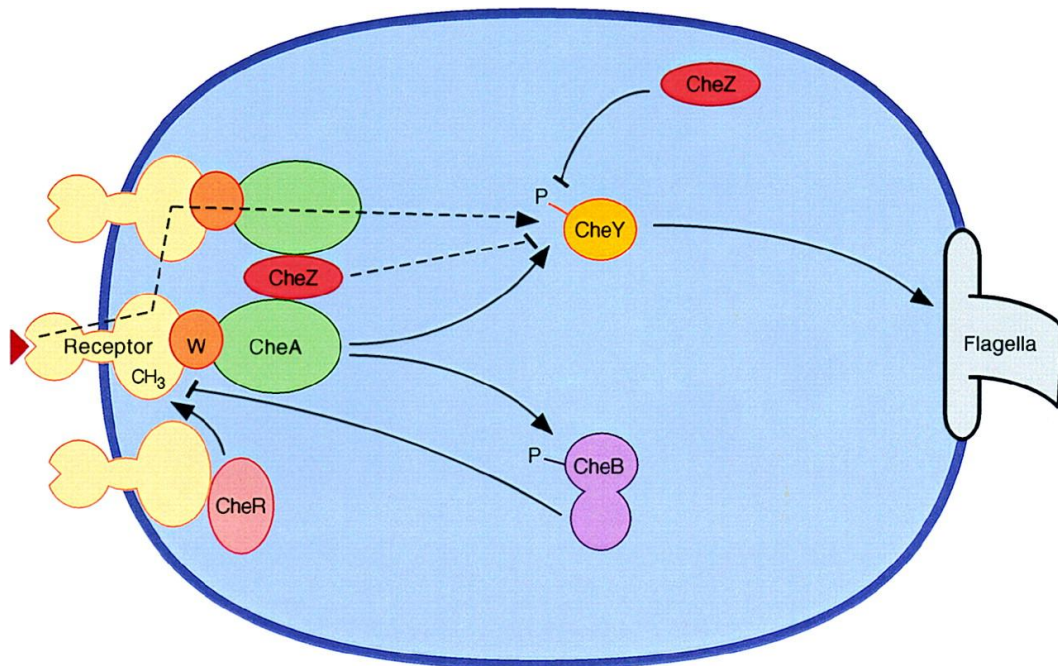 CheZ
P
CheY
CheZ
Receptor
W
CheA
CH3
Flagella
P
CheB
CheR